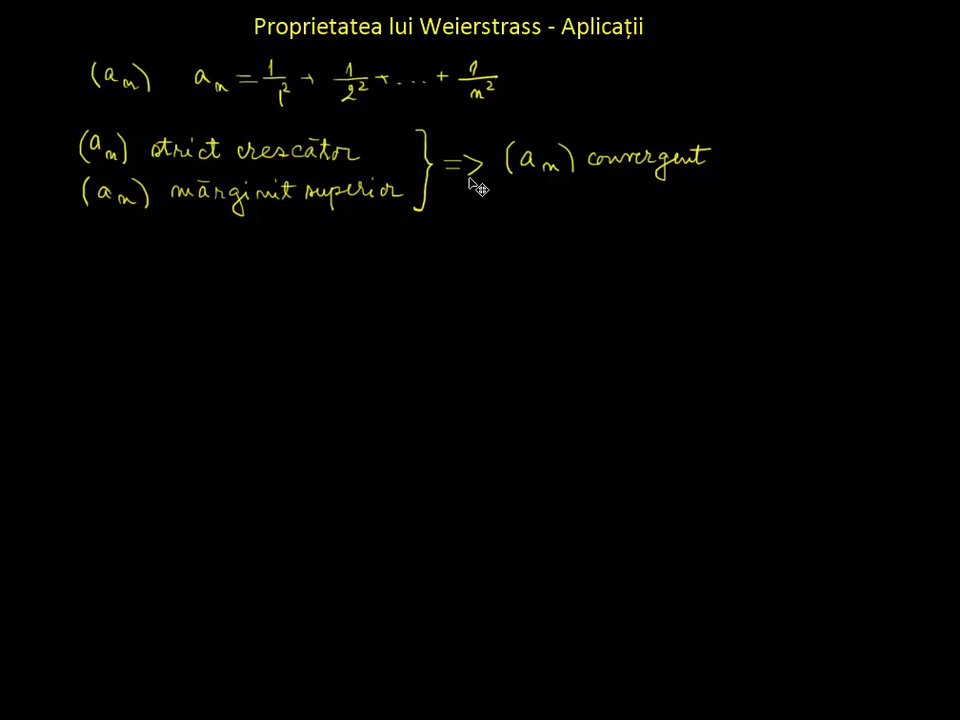 Proprietatea lui Weierstrass - Aplicații
(aₙ) aₙ = 1/1² + 1/2² + ... + 1/n²
(aₙ) strict crescător
(aₙ) mărginit superior } => (aₙ) convergent